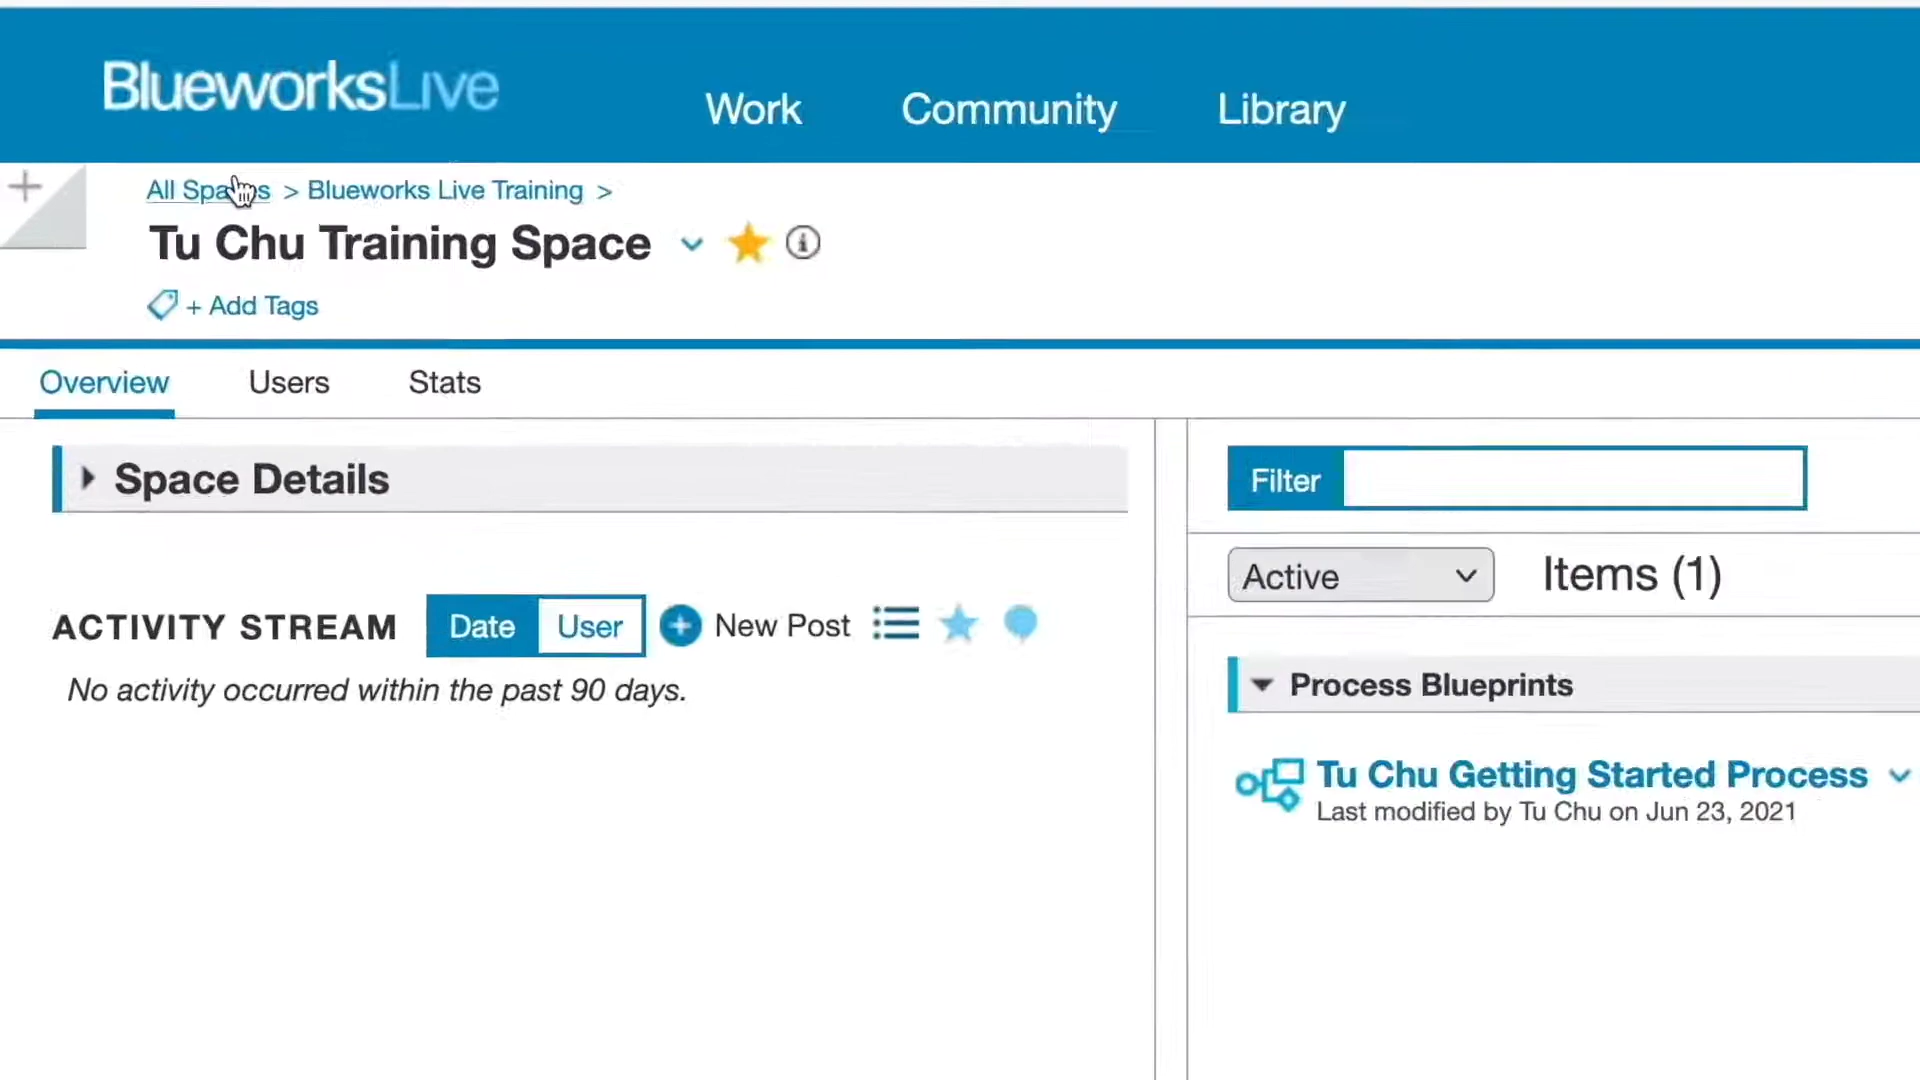 BlueworksLive
Work Community Library
All Spaces > Blueworks Live Training >
Tu Chu Training Space
+ Add Tags
Overview Users Stats
Space Details
Filter
Active Items (1)
ACTIVITY STREAM Date User New Post
No activity occurred within the past 90 days.
Process Blueprints
Tu Chu Getting Started Process
Last modified by Tu Chu on Jun 23, 2021